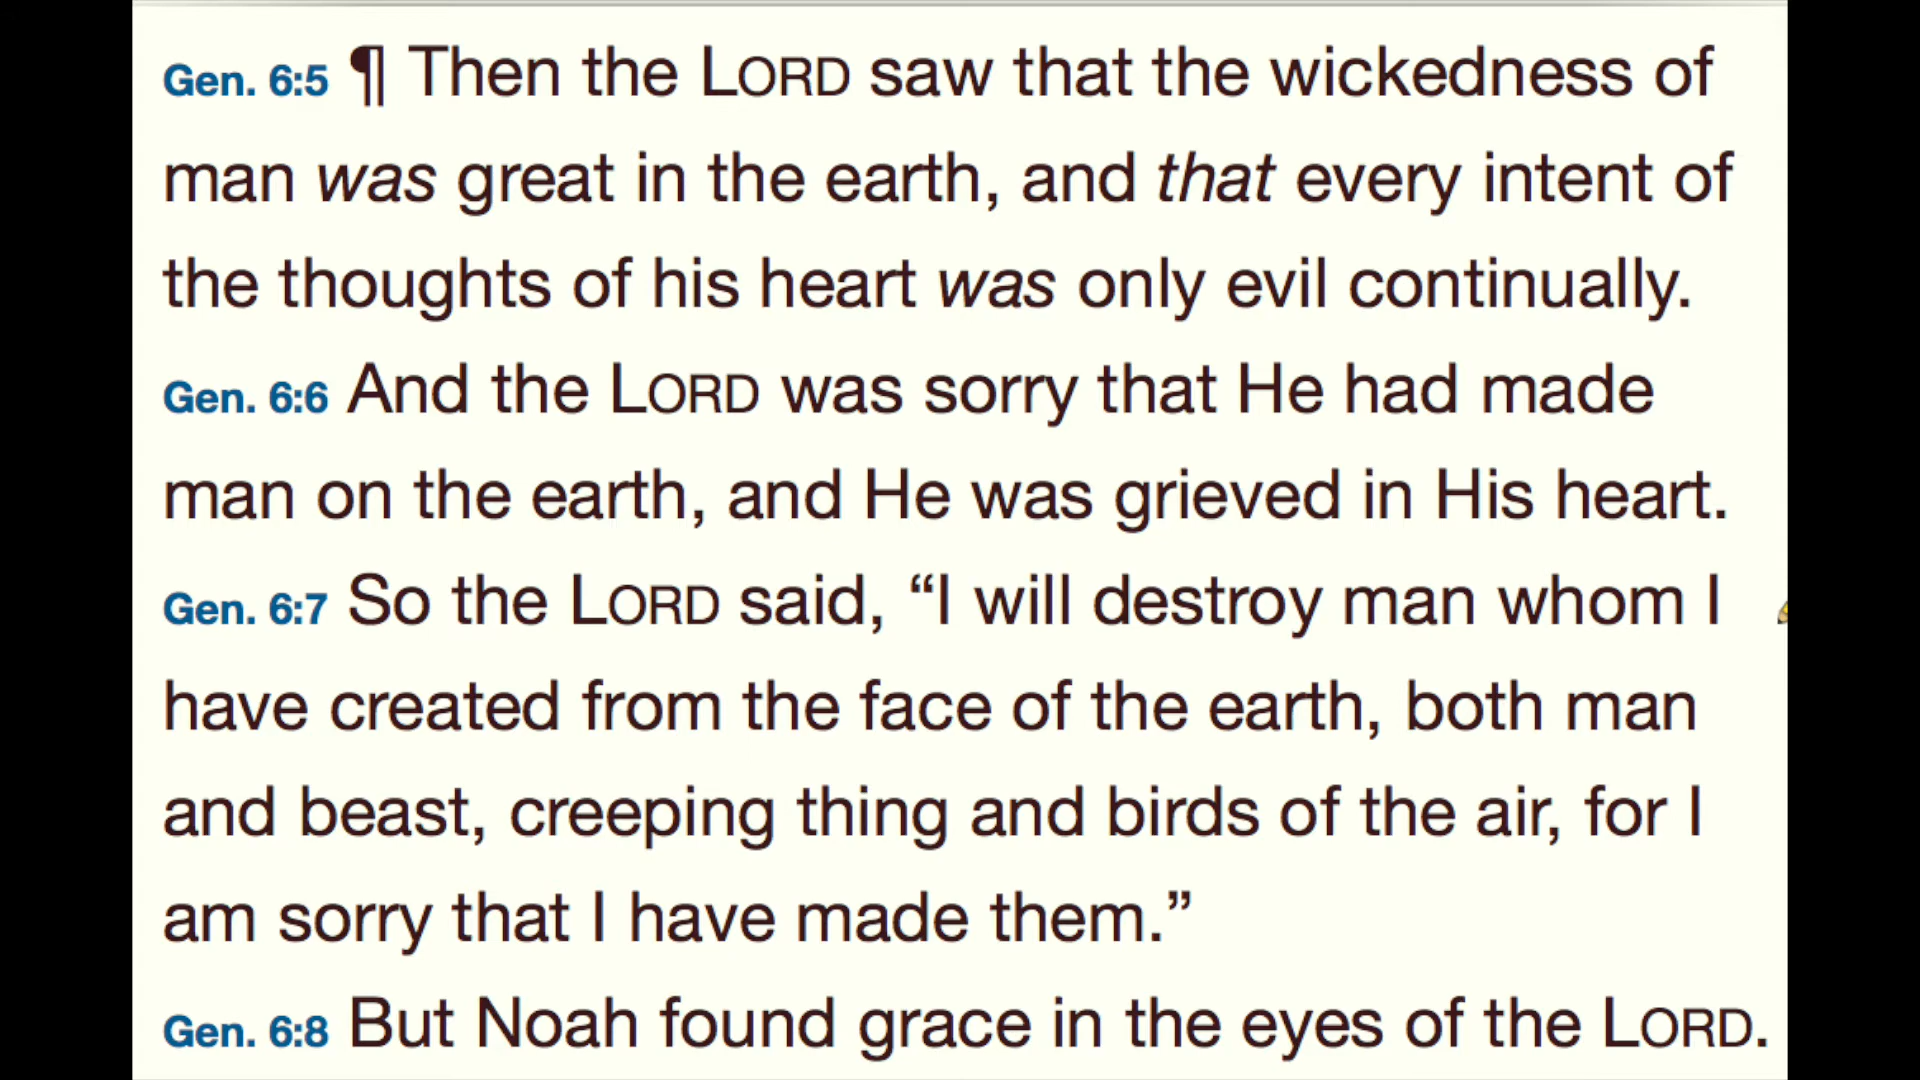 Gen. 6:5 ¶ Then the LORD saw that the wickedness of
man was great in the earth, and that every intent of
the thoughts of his heart was only evil continually.
Gen. 6:6 And the LORD was sorry that He had made
man on the earth, and He was grieved in His heart.
Gen. 6:7 So the LORD said, “I will destroy man whom I
have created from the face of the earth, both man
and beast, creeping thing and birds of the air, for I
am sorry that I have made them.”
Gen. 6:8 But Noah found grace in the eyes of the LORD.